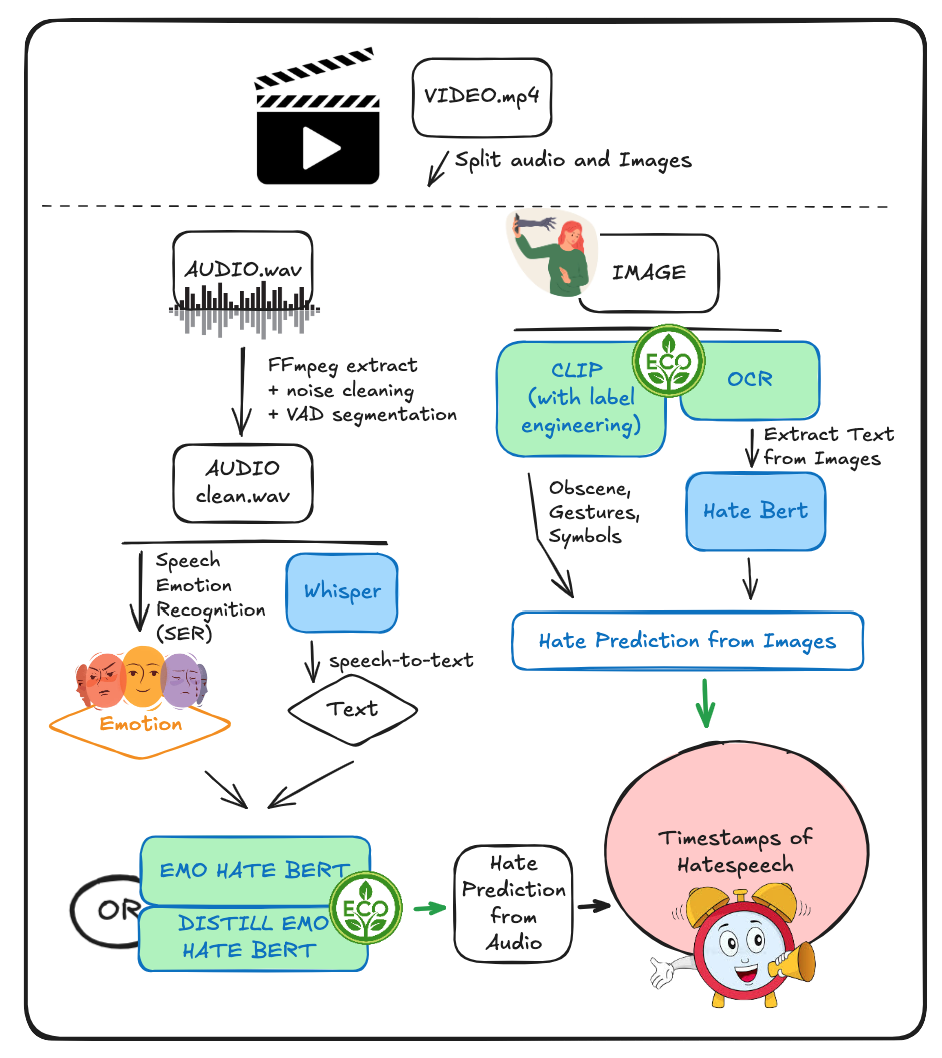 VIDEO.mp4
Split audio and Images
AUDIO.wav
FFmpeg extract
+ noise cleaning
+ VAD segmentation
AUDIO
clean.wav
Speech
Emotion
Recognition
(SER)
Whisper
speech-to-text
Emotion
Text
IMAGE
CLIP
(with label
engineering)
ECO
OCR
Extract Text
from Images
Obscene,
Gestures,
Symbols
Hate Bert
Hate Prediction from Images
OR
EMO HATE BERT
DISTILL EMO
HATE BERT
ECO
Hate
Prediction
from
Audio
Timestamps of
Hatespeech